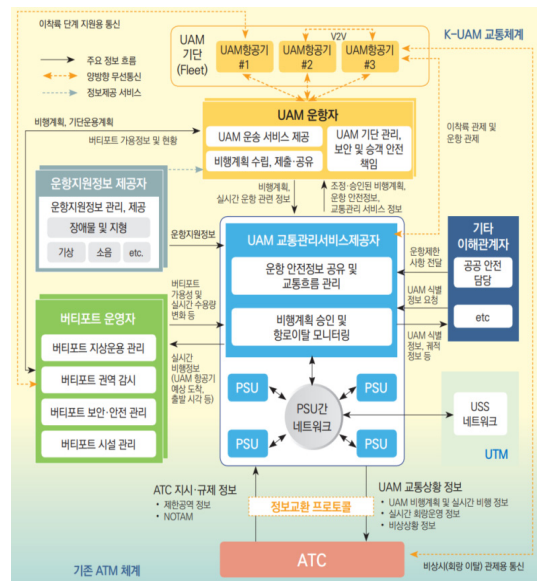 이착륙 단계 지원용 통신
K-UAM 교통체계
주요 정보 흐름
양방향 무선통신
정보제공 서비스
UAM
기단
(Fleet)
V2V
UAM항공기
#1
UAM항공기
#2
UAM항공기
#3
비행계획, 기단운용계획
버티포트 가용정보 및 현황
UAM 운항자
UAM 운송 서비스 제공
비행계획 수립, 제출·공유
UAM 기단 관리,
보안 및 승객 안전
책임
이착륙 관제 및
운항 관제
운항지원정보 제공자
운항지원정보 관리, 제공
장애물 및 지형
기상
소음
etc.
비행계획,
실시간 운항 관련 정보
조정·승인된 비행계획,
운항 안전정보,
교통관리 서비스 정보
운항지원정보
UAM 교통관리서비스제공자
운항 안전정보 공유 및
교통흐름 관리
비행계획 승인 및
항로이탈 모니터링
기타
이해관계자
공공 안전
담당
etc
운항제한
사항 전달
UAM 식별
정보 요청
UAM 식별
정보, 궤적
정보 등
버티포트
가용성 및
실시간 수용량
변화 등
버티포트 운영자
버티포트 지상운용 관리
버티포트 권역 감시
버티포트 보안·안전 관리
버티포트 시설 관리
실시간
비행정보
(UAM 항공기
예상 도착,
출발 시각 등)
PSU
PSU
PSU간
네트워크
PSU
PSU
USS
네트워크
UTM
ATC 지시·규제 정보
• 제한공역 정보
• NOTAM
정보교환 프로토콜
UAM 교통상황 정보
• UAM 비행계획 및 실시간 비행 정보
• 실시간 회랑운영 정보
• 비상상황 정보
ATC
기존 ATM 체계
비상시(회랑 이탈) 관제용 통신